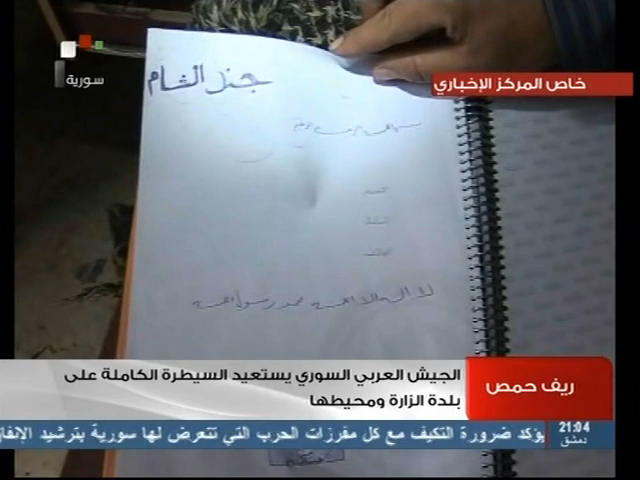 سورية
خاص المركز الإخباري
جند الشام
لا اله الا الله محمد رسول الله
ريف حمص
الجيش العربي السوري يستعيد السيطرة الكاملة على
بلدة الزارة ومحيطها
21:04
دمشق
يؤكد ضرورة التكيف مع كل مفرزات الحرب التي تتعرض لها سورية بترشيد الإنفا